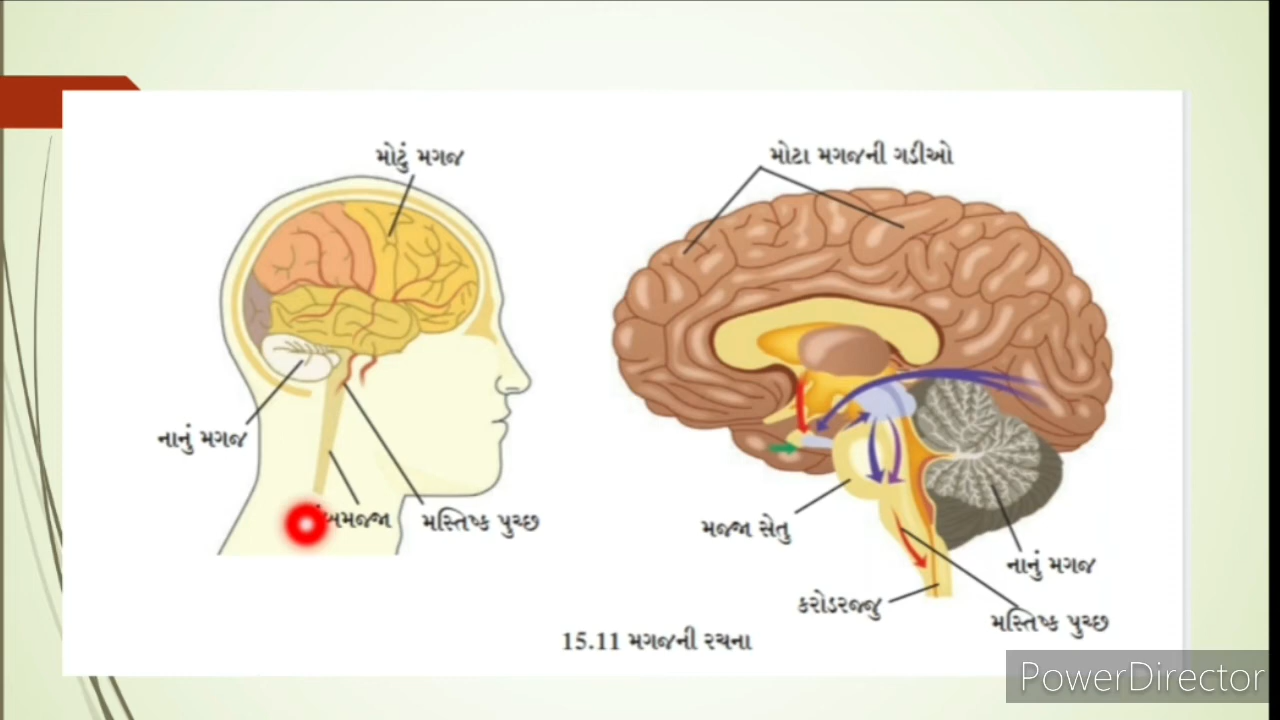 મોટું મગજ
મોટા મગજની ગડીઓ
નાનું મગજ
મસ્તિષ્ક પુચ્છ
મજ્જા સેતુ
નાનું મગજ
કરોડરજ્જુ
મસ્તિષ્ક પુચ્છ
15.11 મગજની રચના
PowerDirector